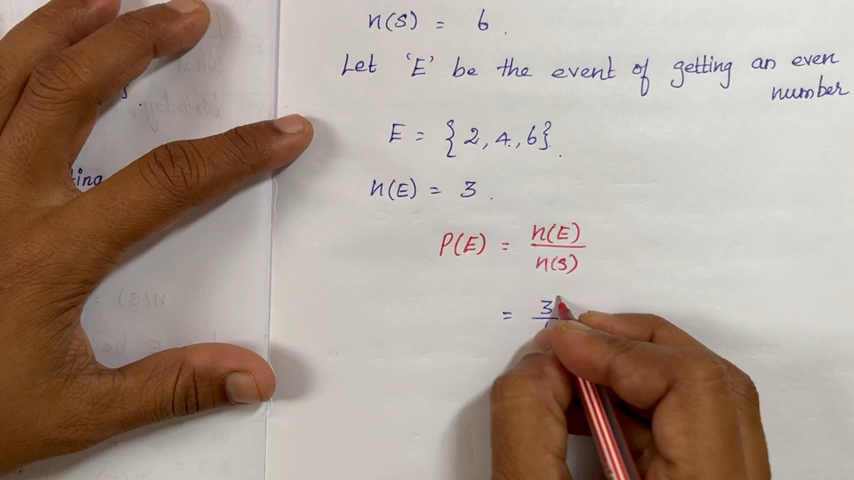 n(S) = 6.
Let 'E' be the event of getting an even
number
E = {2, 4, 6}.
n(E) = 3.
P(E) = n(E)/n(S)
= 3